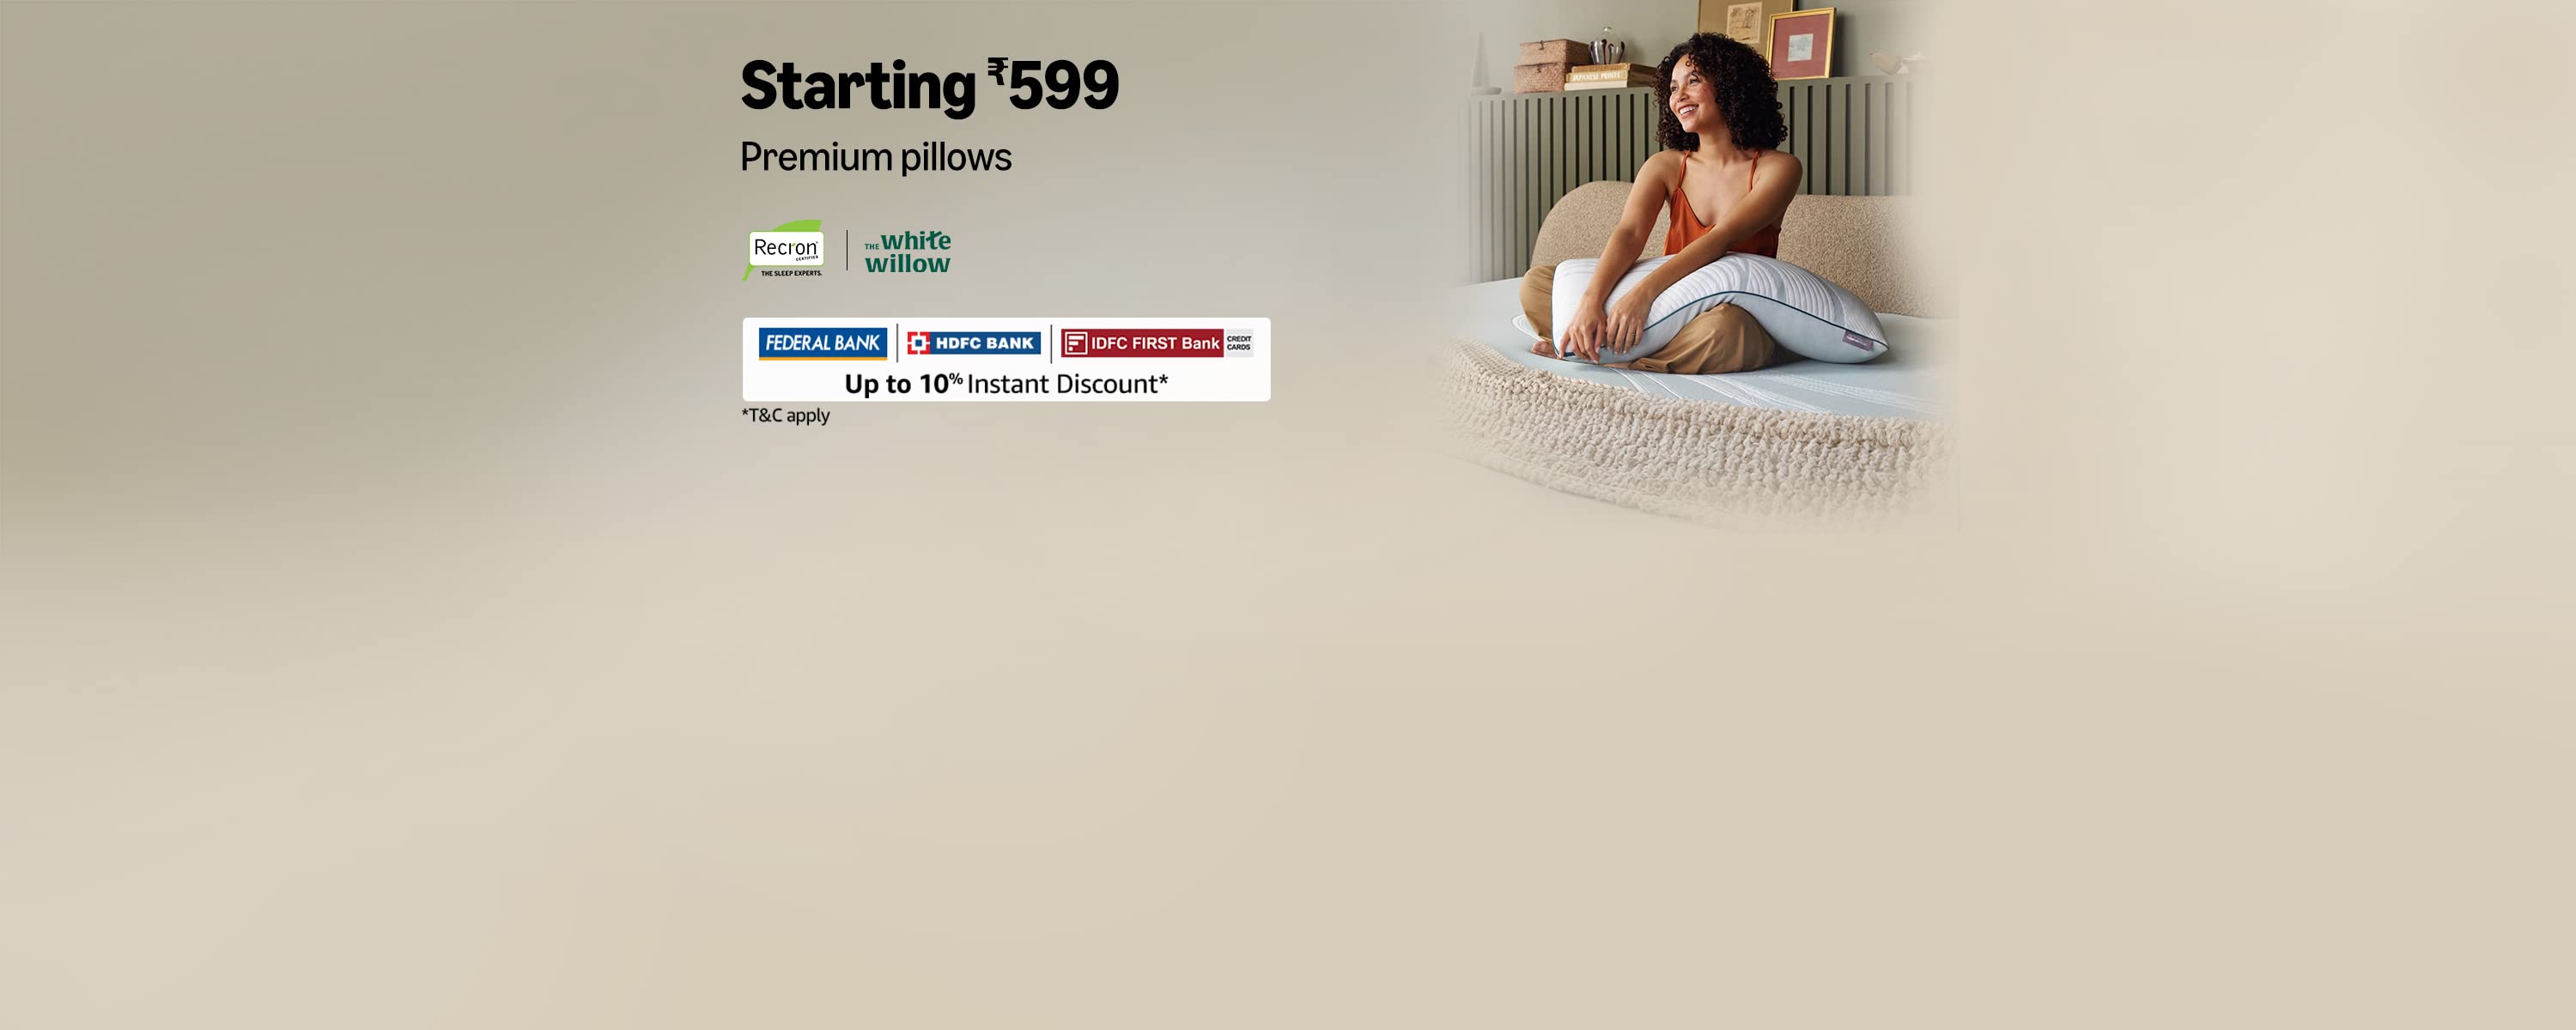 Starting ₹599
Premium pillows
Recron
CERTIFIED
THE SLEEP EXPERTS.
THE white
willow
FEDERAL BANK
HDFC BANK
IDFC FIRST Bank
CREDIT
CARDS
Up to 10% Instant Discount*
*T&C apply
JAPANESE PRINTS